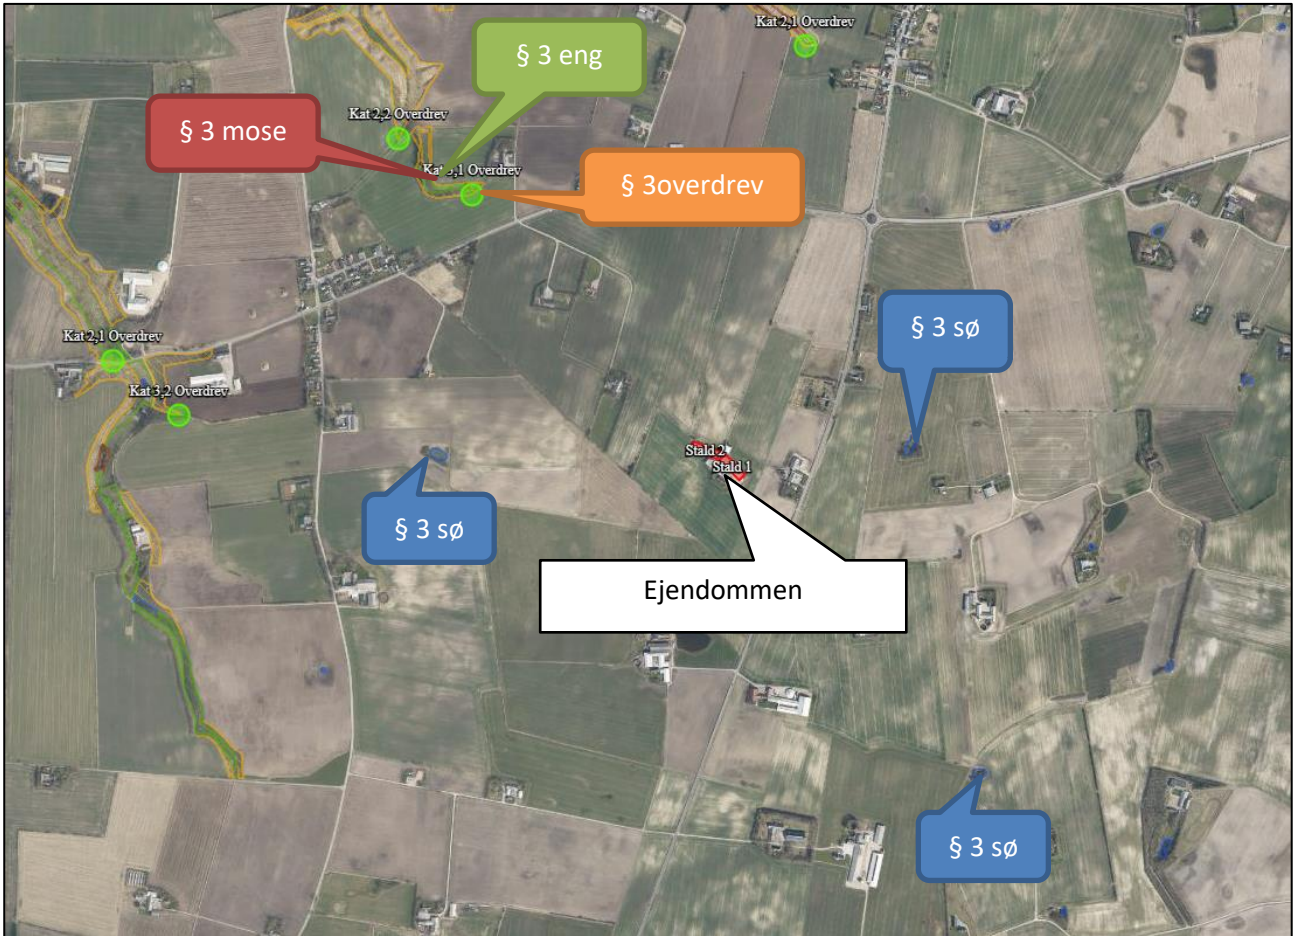 Kat 2,1 Overdrev
§ 3 eng
Kat 2,2 Overdrev
§ 3 mose
Kat 3,1 Overdrev
§ 3overdrev
§ 3 sø
Kat 2,1 Overdrev
Kat 3,2 Overdrev
Stald 2
Stald 1
§ 3 sø
Ejendommen
§ 3 sø